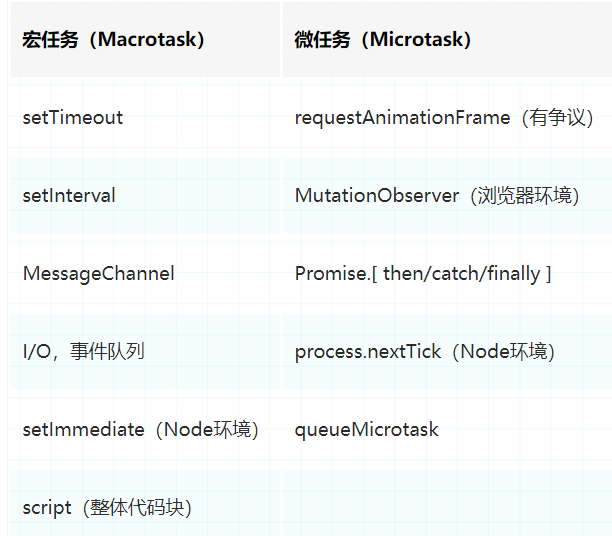 宏任务（Macrotask） 微任务（Microtask）
setTimeout requestAnimationFrame（有争议）
setInterval MutationObserver（浏览器环境）
MessageChannel Promise.[ then/catch/finally ]
I/O，事件队列 process.nextTick（Node环境）
setImmediate（Node环境） queueMicrotask
script（整体代码块）